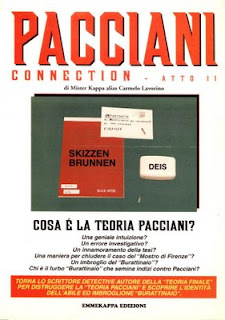 PACCIANI
CONNECTION - ATTO II
di Mister Kappa alias Carmelo Lavorino
SKIZZEN
BRUNNEN
DEIS
COSA È LA TEORIA PACCIANI?
Una geniale intuizione?
Un errore investigativo?
Un innamoramento della tesi?
Una maniera per chiudere il caso del "Mostro di Firenze"?
Un imbroglio del "Burattinaio"?
Chi è il furbo "Burattinaio" che semina indizi contro Pacciani?
TORNA LO SCRITTORE DETECTIVE AUTORE DELLA "TEORIA FINALE"
PER DISTRUGGERE LA "TEORIA PACCIANI" E SCOPRIRE L'IDENTITÀ
DELL'ABILE ED IMBROGLIONE "BURATTINAIO".
EMMEKAPPA EDIZIONI